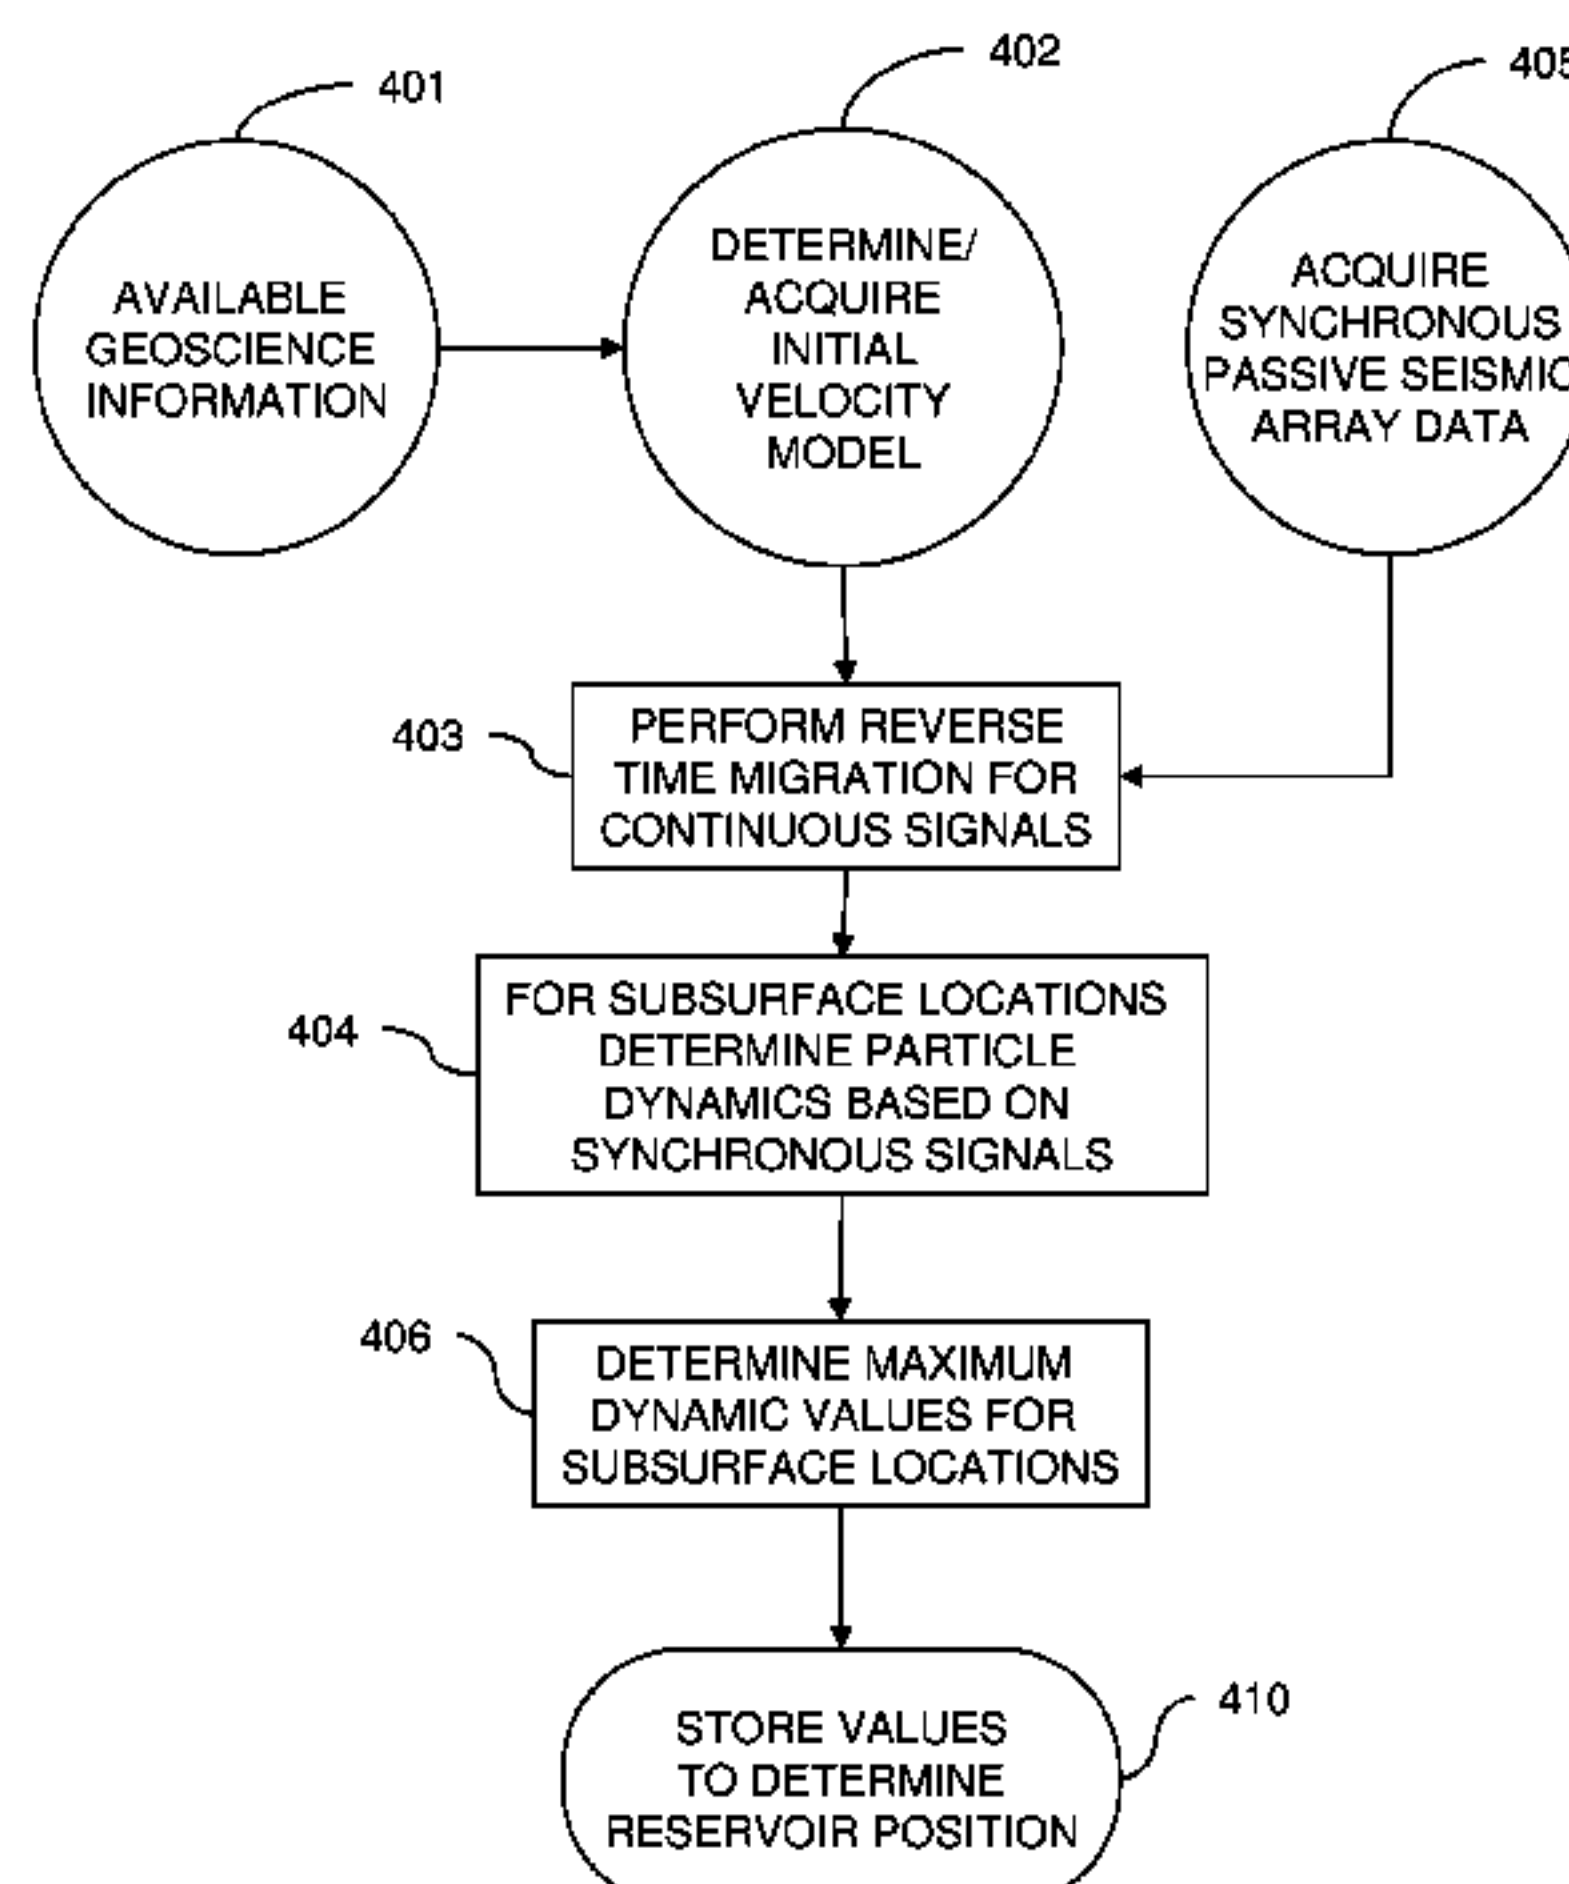 401
402
405
AVAILABLE
GEOSCIENCE
INFORMATION
DETERMINE/
ACQUIRE
INITIAL
VELOCITY
MODEL
ACQUIRE
SYNCHRONOUS
PASSIVE SEISMIC
ARRAY DATA
403
PERFORM REVERSE
TIME MIGRATION FOR
CONTINUOUS SIGNALS
404
FOR SUBSURFACE LOCATIONS
DETERMINE PARTICLE
DYNAMICS BASED ON
SYNCHRONOUS SIGNALS
406
DETERMINE MAXIMUM
DYNAMIC VALUES FOR
SUBSURFACE LOCATIONS
410
STORE VALUES
TO DETERMINE
RESERVOIR POSITION